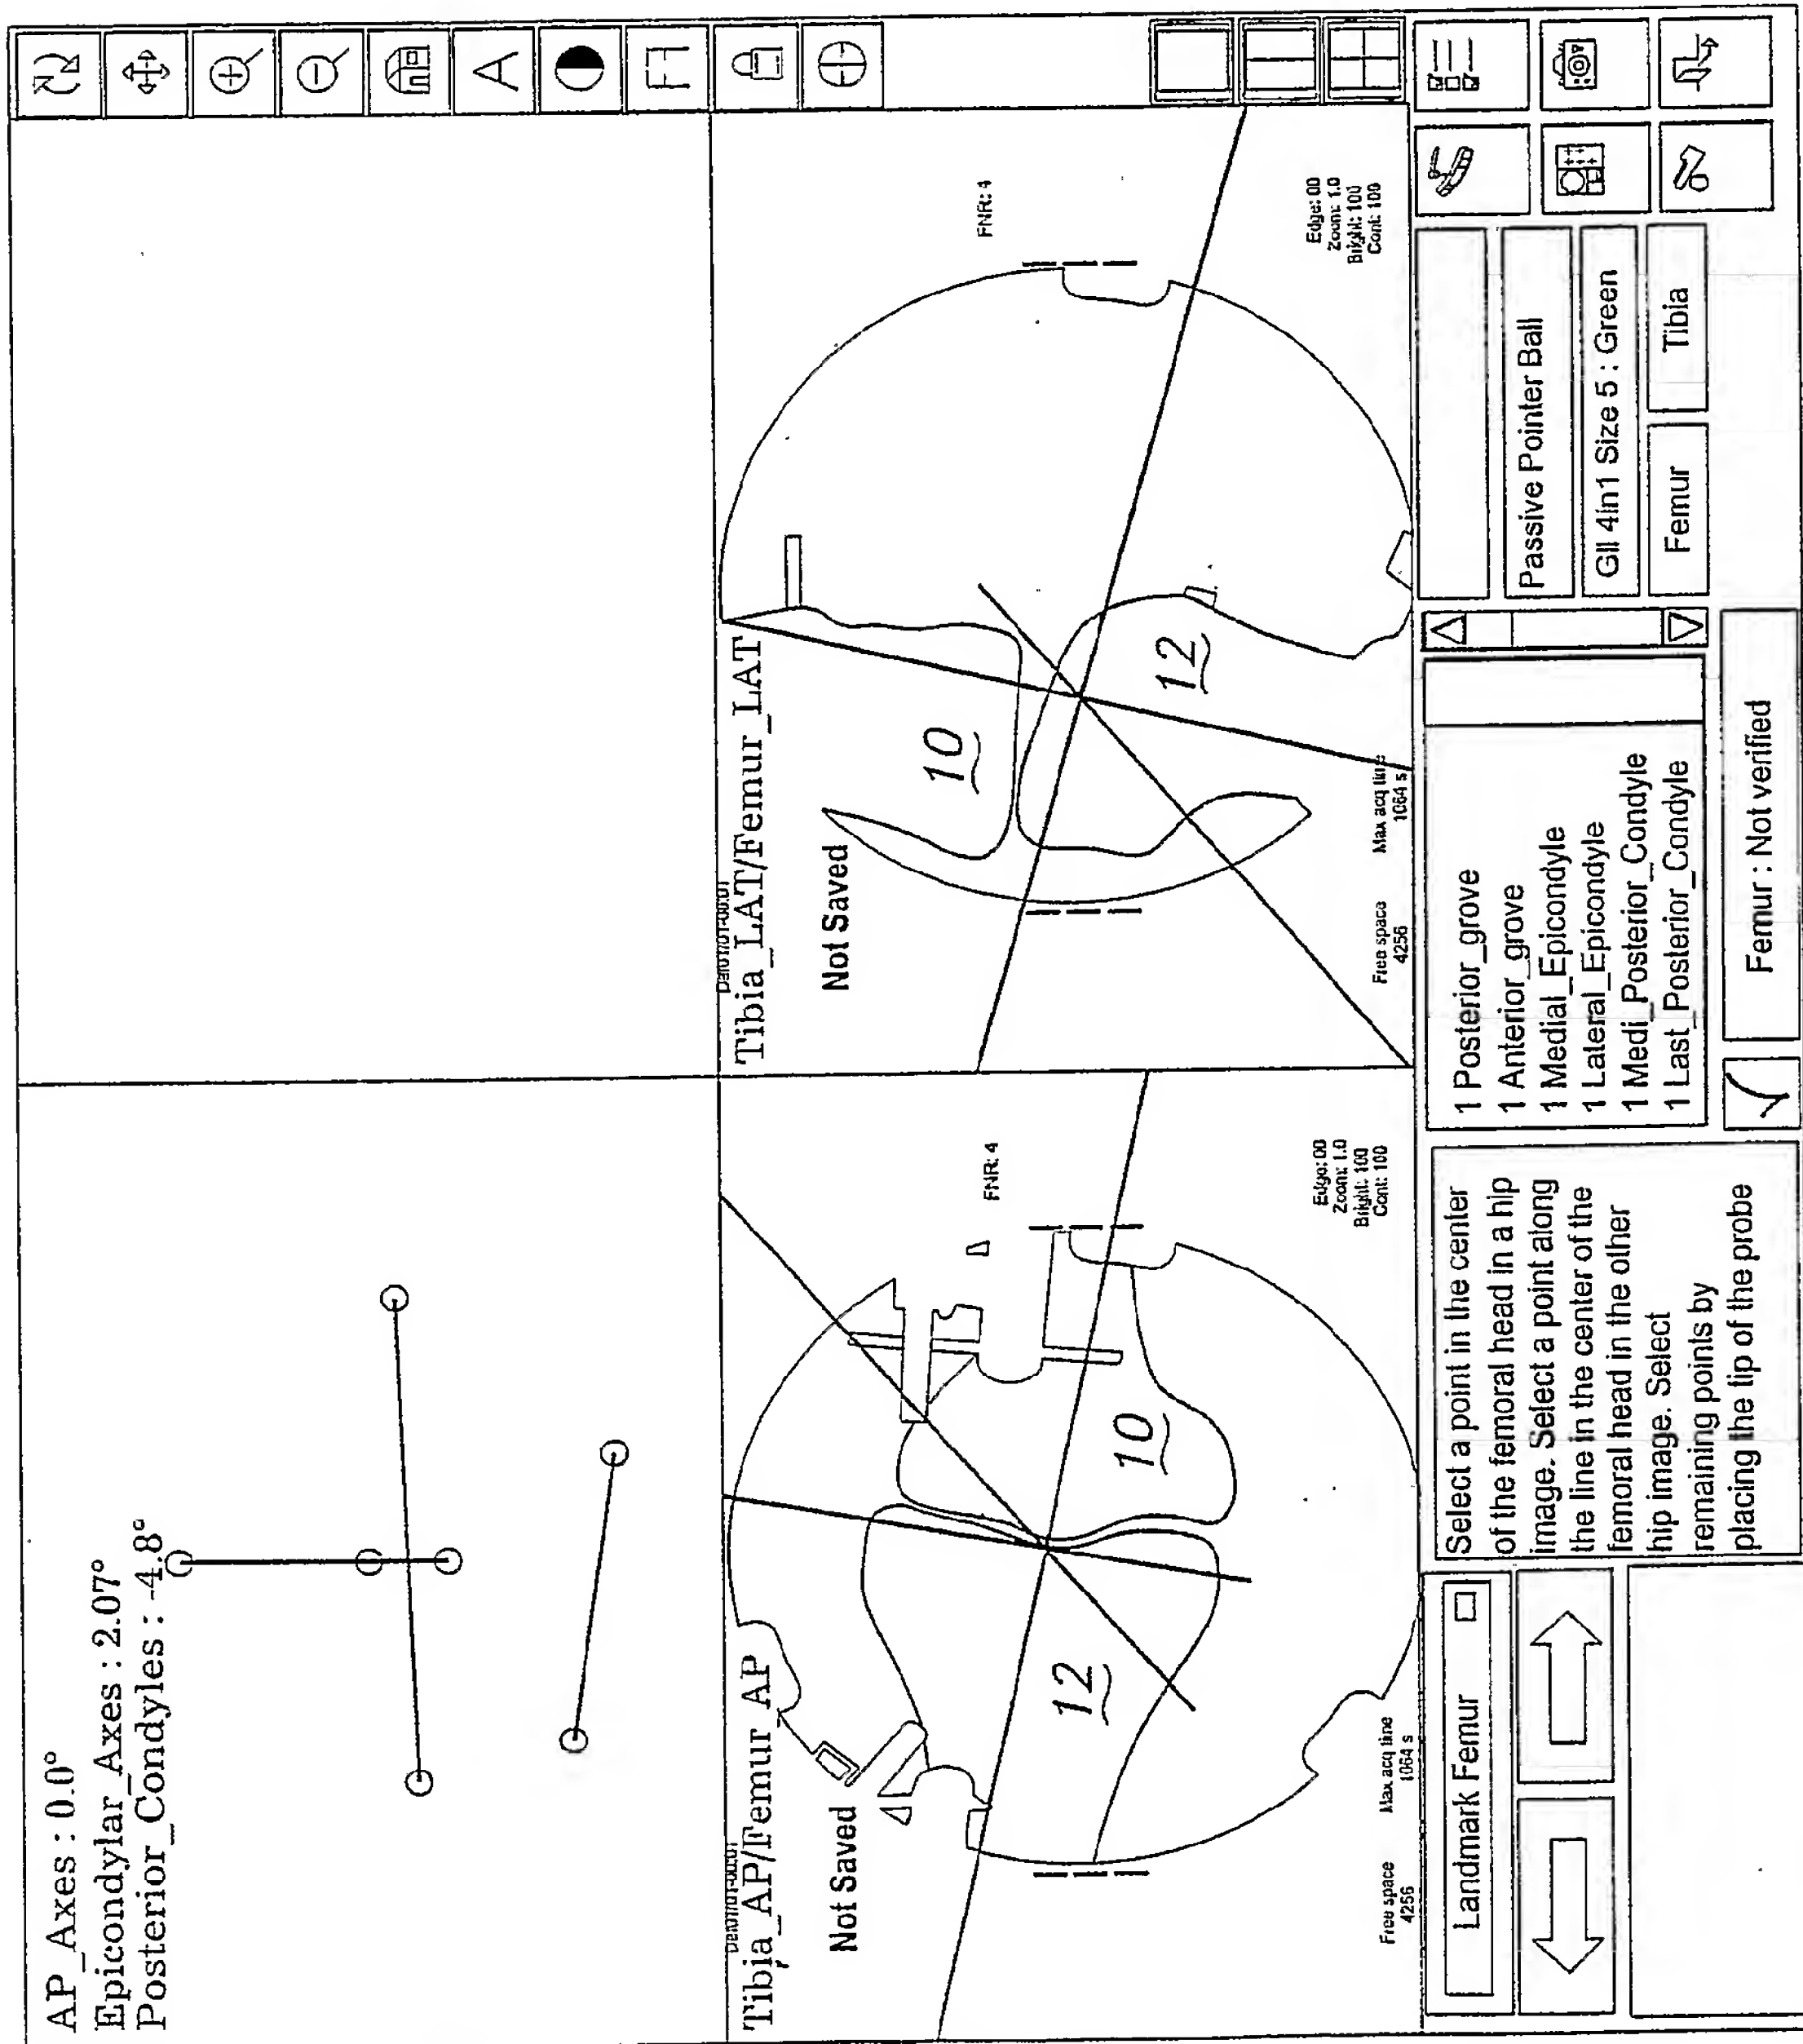 AP_Axes : 0.0°
Epicondylar_Axes : 2.07°
Posterior_Condyles : -4.8°
A
Tibia_AP/Femur_AP
Not Saved
FNR: 4
12
10
Free space
4256
Max acq time
1064 s
Edge: 00
Zoom: 1.0
Bright: 100
Cont: 100
Tibia_LAT/Femur_LAT
Not Saved
FNR: 4
10
12
Free space
4256
Max acq time
1064 s
Edge: 00
Zoom: 1.0
Bright: 100
Cont: 100
Landmark Femur
Select a point in the center
of the femoral head in a hip
image. Select a point along
the line in the center of the
femoral head in the other
hip image. Select
remaining points by
placing the tip of the probe
1 Posterior_grove
1 Anterior_grove
1 Medial_Epicondyle
1 Lateral_Epicondyle
1 Medi_Posterior_Condyle
1 Last_Posterior_Condyle
Femur : Not verified
Passive Pointer Ball
GII 4in1 Size 5 : Green
Femur
Tibia